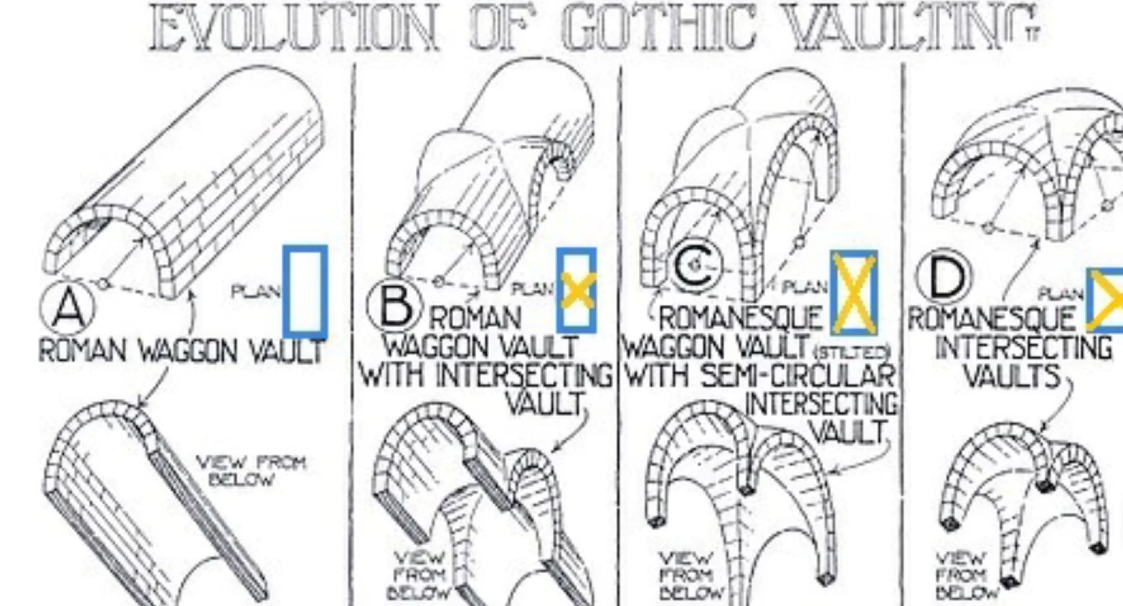 EVOLUTION OF GOTHIC VAULTING
PLAN
A
ROMAN WAGGON VAULT
VIEW FROM
BELOW
PLAN
B
ROMAN
WAGGON VAULT
WITH INTERSECTING
VAULT
VIEW
FROM
BELOW
C
PLAN
ROMANESQUE
WAGGON VAULT (STILTED)
WITH SEMI-CIRCULAR
INTERSECTING
VAULT
VIEW
FROM
BELOW
D
PLAN
ROMANESQUE
INTERSECTING
VAULTS
VIEW
FROM
BELOW